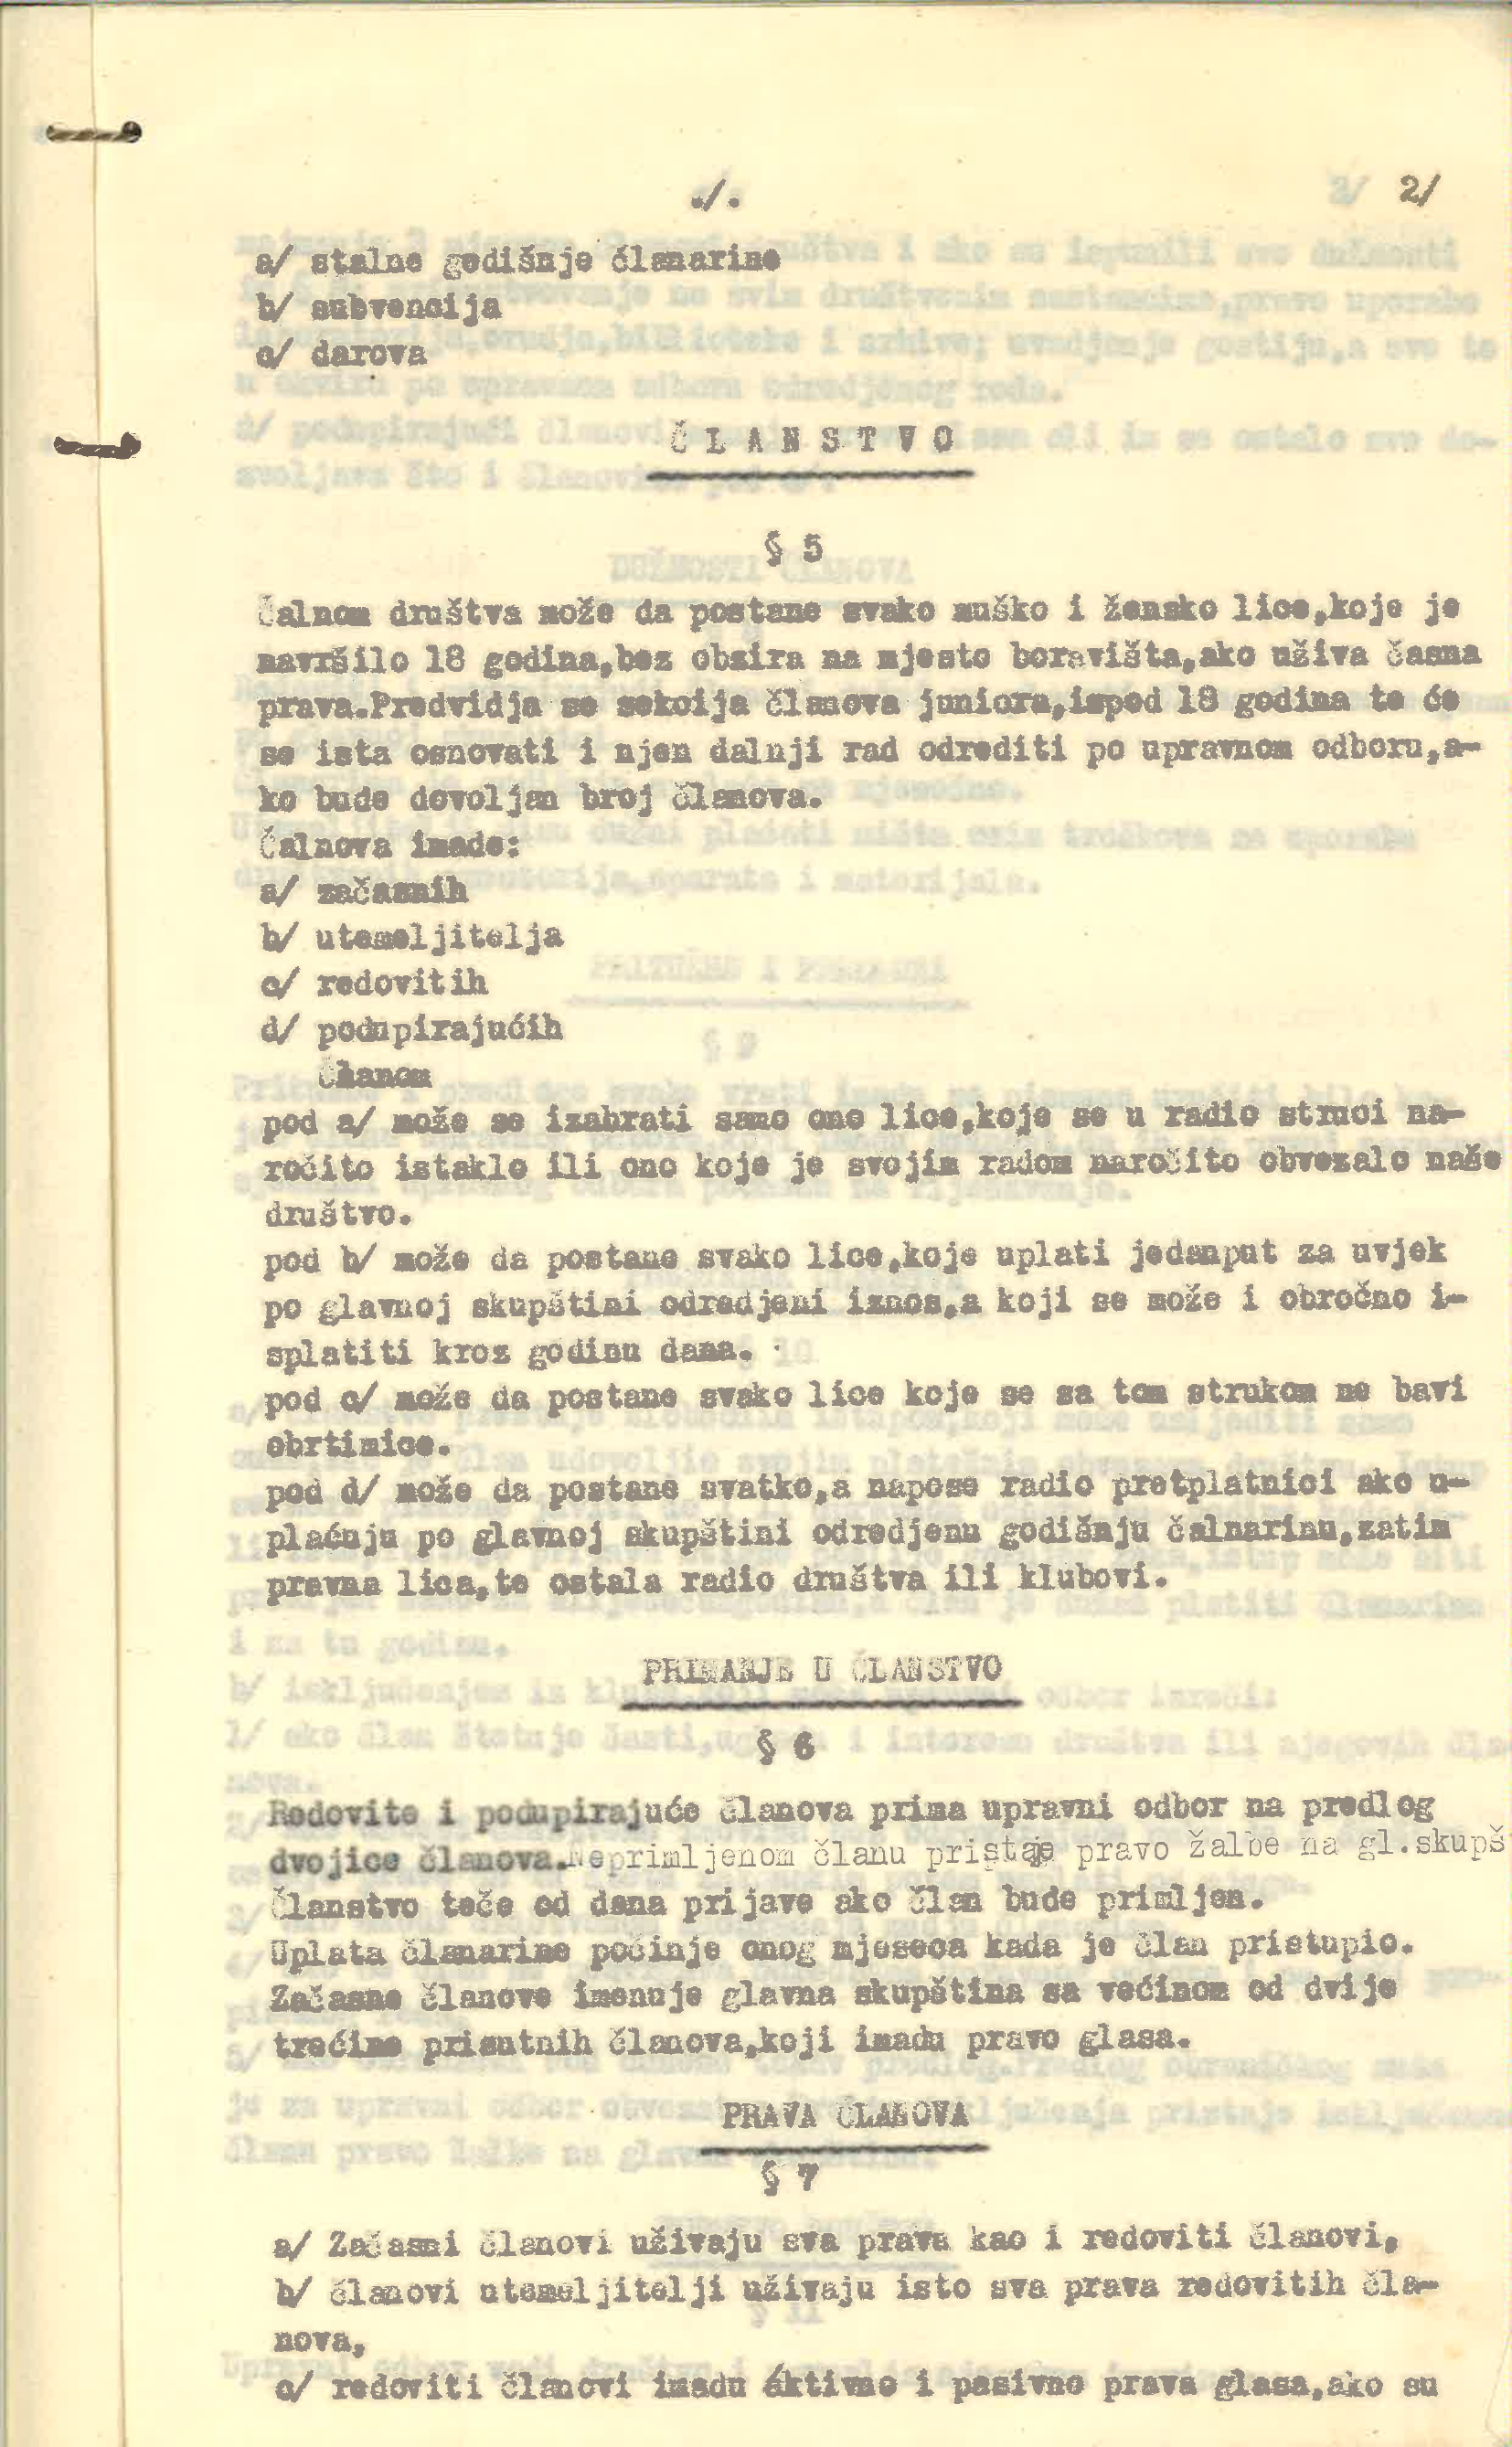 ./.
2/
a/ stalne godišnje članarine
b/ subvencija
c/ darova
ČLANSTVO
§ 5
Čalnom društva može da postane svako muško i žensko lice,koje je
navršilo 18 godina,bez obzira na mjesto boravišta,ako uživa časna
prava.Predvidja se sekcija članova juniora,ispod 18 godina te će
se ista osnovati i njen dalnji rad odrediti po upravnom odboru,a-
ko bude dovoljan broj članova.
Čalnova imade:
a/ začasnih
b/ utemeljitelja
c/ redovitih
d/ podupirajućih
Članom
pod a/ može se izabrati samo ono lice,koje se u radio struci na-
ročito istaklo ili ono koje je svojim radom naročito obvezalo naše
društvo.
pod b/ može da postane svako lice,koje uplati jedanput za uvjek
po glavnoj skupštini odredjeni iznos,a koji se može i obročno i-
splatiti kroz godinu dana.
pod c/ može da postane svako lice koje se sa tom strukom ne bavi
obrtimice.
pod d/ može da postane svatko,a napose radio pretplatnici ako u-
plaćuju po glavnoj skupštini odredjenu godišnju čalnarinu,zatim
pravna lica,te ostala radio društva ili klubovi.
PRIMANJE U ČLANSTVO
§ 6
Redovite i podupirajuće članova prima upravni odbor na predlog
dvojice članova.Neprimljenom članu pristaje pravo žalbe na gl.skupš
Članstvo teče od dana prijave ako član bude primljen.
Uplata članarine počinje onog mjeseca kada je član pristupio.
Začasne članove imenuje glavna skupština sa većinom od dvije
trećine prisutnih članova,koji imadu pravo glasa.
PRAVA ČLANOVA
§ 7
a/ Začasni članovi uživaju sva prava kao i redoviti članovi,
b/ članovi utemeljitelji uživaju isto sva prava redovitih čla-
nova,
c/ redoviti članovi imadu áktivno i pasivno prava glasa,ako su